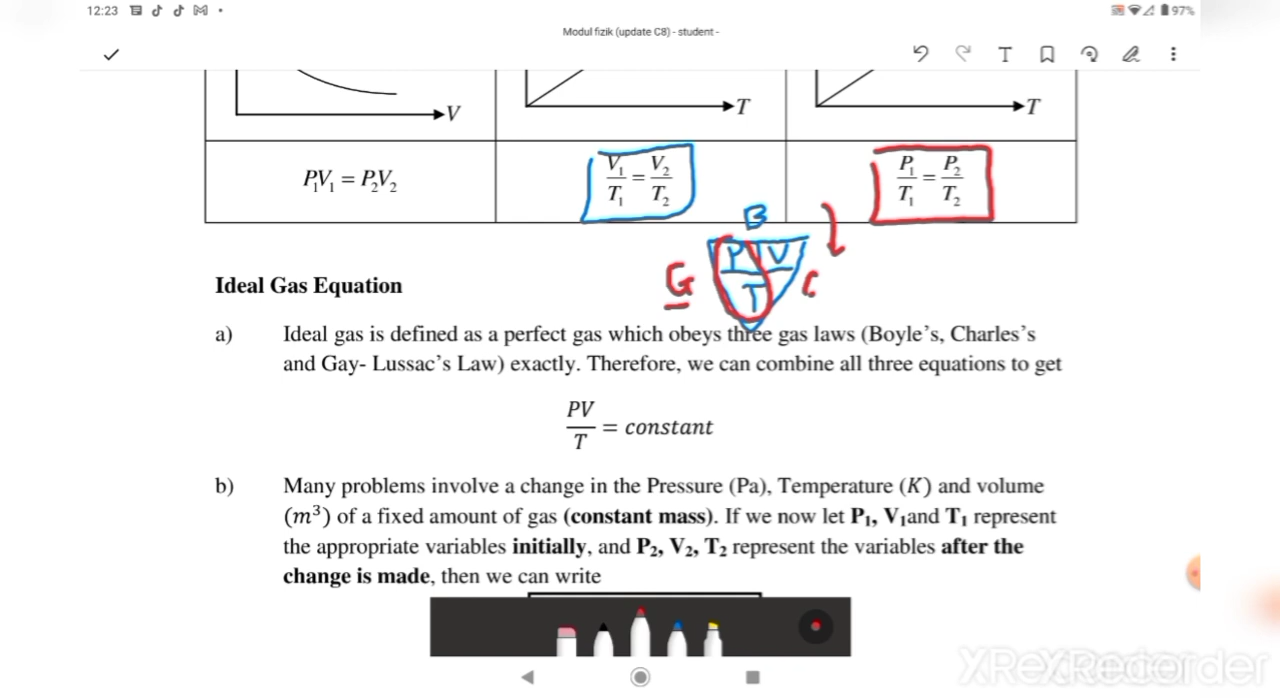 12:23
97%
Modul fizik (update C8) - student -
T
V
T
T
P₁V₁ = P₂V₂
V₁/T₁ = V₂/T₂
P₁/T₁ = P₂/T₂
B
P V
G T C
Ideal Gas Equation
a) Ideal gas is defined as a perfect gas which obeys three gas laws (Boyle’s, Charles’s
and Gay- Lussac’s Law) exactly. Therefore, we can combine all three equations to get
PV/T = constant
b) Many problems involve a change in the Pressure (Pa), Temperature (K) and volume
(m³) of a fixed amount of gas (constant mass). If we now let P₁, V₁and T₁ represent
the appropriate variables initially, and P₂, V₂, T₂ represent the variables after the
change is made, then we can write